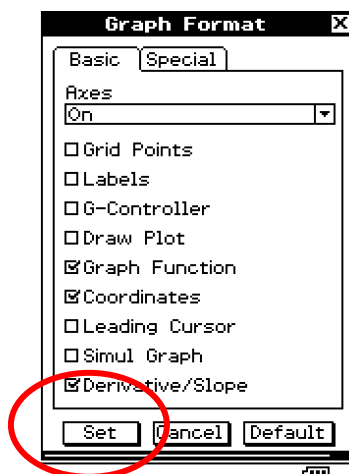 Graph Format X
Basic Special
Axes
On
Grid Points
Labels
G-Controller
Draw Plot
Graph Function
Coordinates
Leading Cursor
Simul Graph
Derivative/Slope
Set Cancel Default